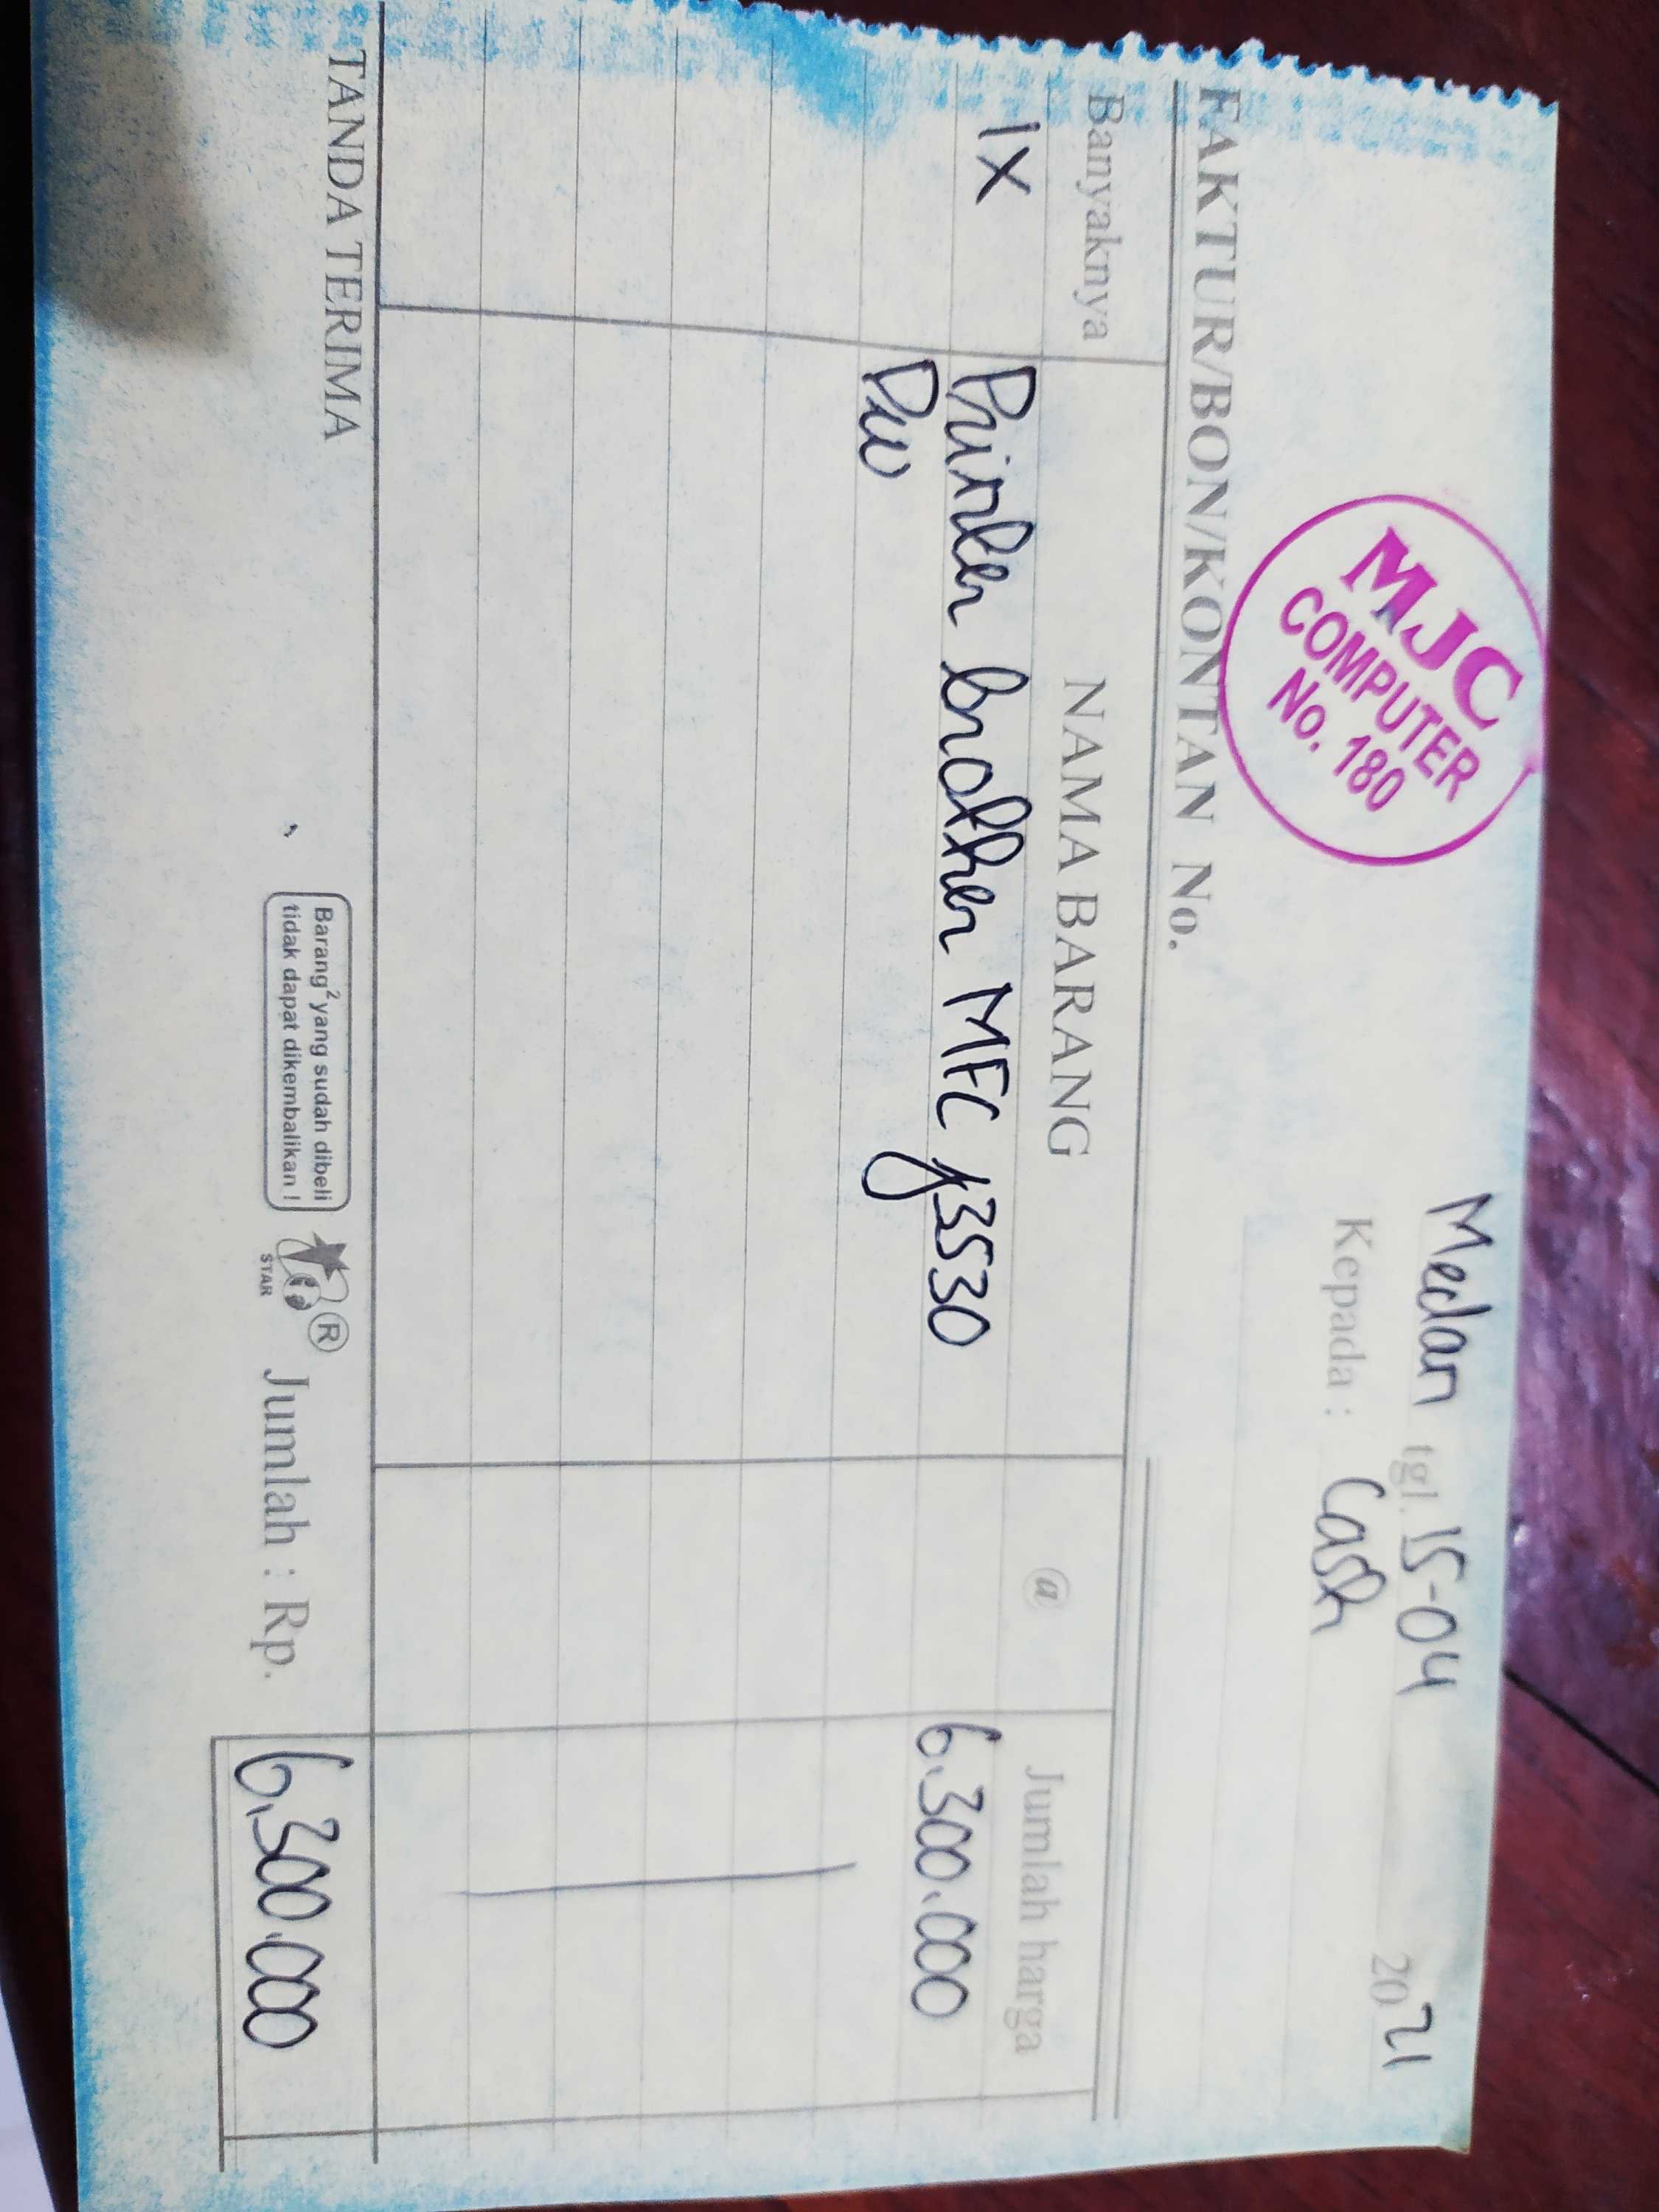 MJC
COMPUTER
No. 180
Medan tgl. 15-04 2021
Kepada : Cash
FAKTUR/BON/KONTAN No.
Banyaknya NAMA BARANG @ Jumlah harga
1x Printer brother MFC J3530 6.300.000
DW
TANDA TERIMA
Barang² yang sudah dibeli
tidak dapat dikembalikan !
®
STAR
Jumlah : Rp. 6.300.000